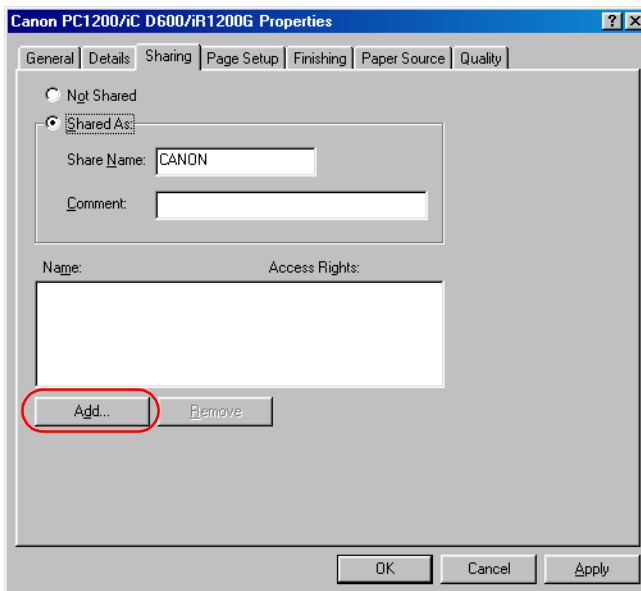 Canon PC1200/iC D600/iR1200G Properties
General Details Sharing Page Setup Finishing Paper Source Quality
Not Shared
Shared As:
Share Name: CANON
Comment:
Name: Access Rights:
Add... Remove
OK Cancel Apply